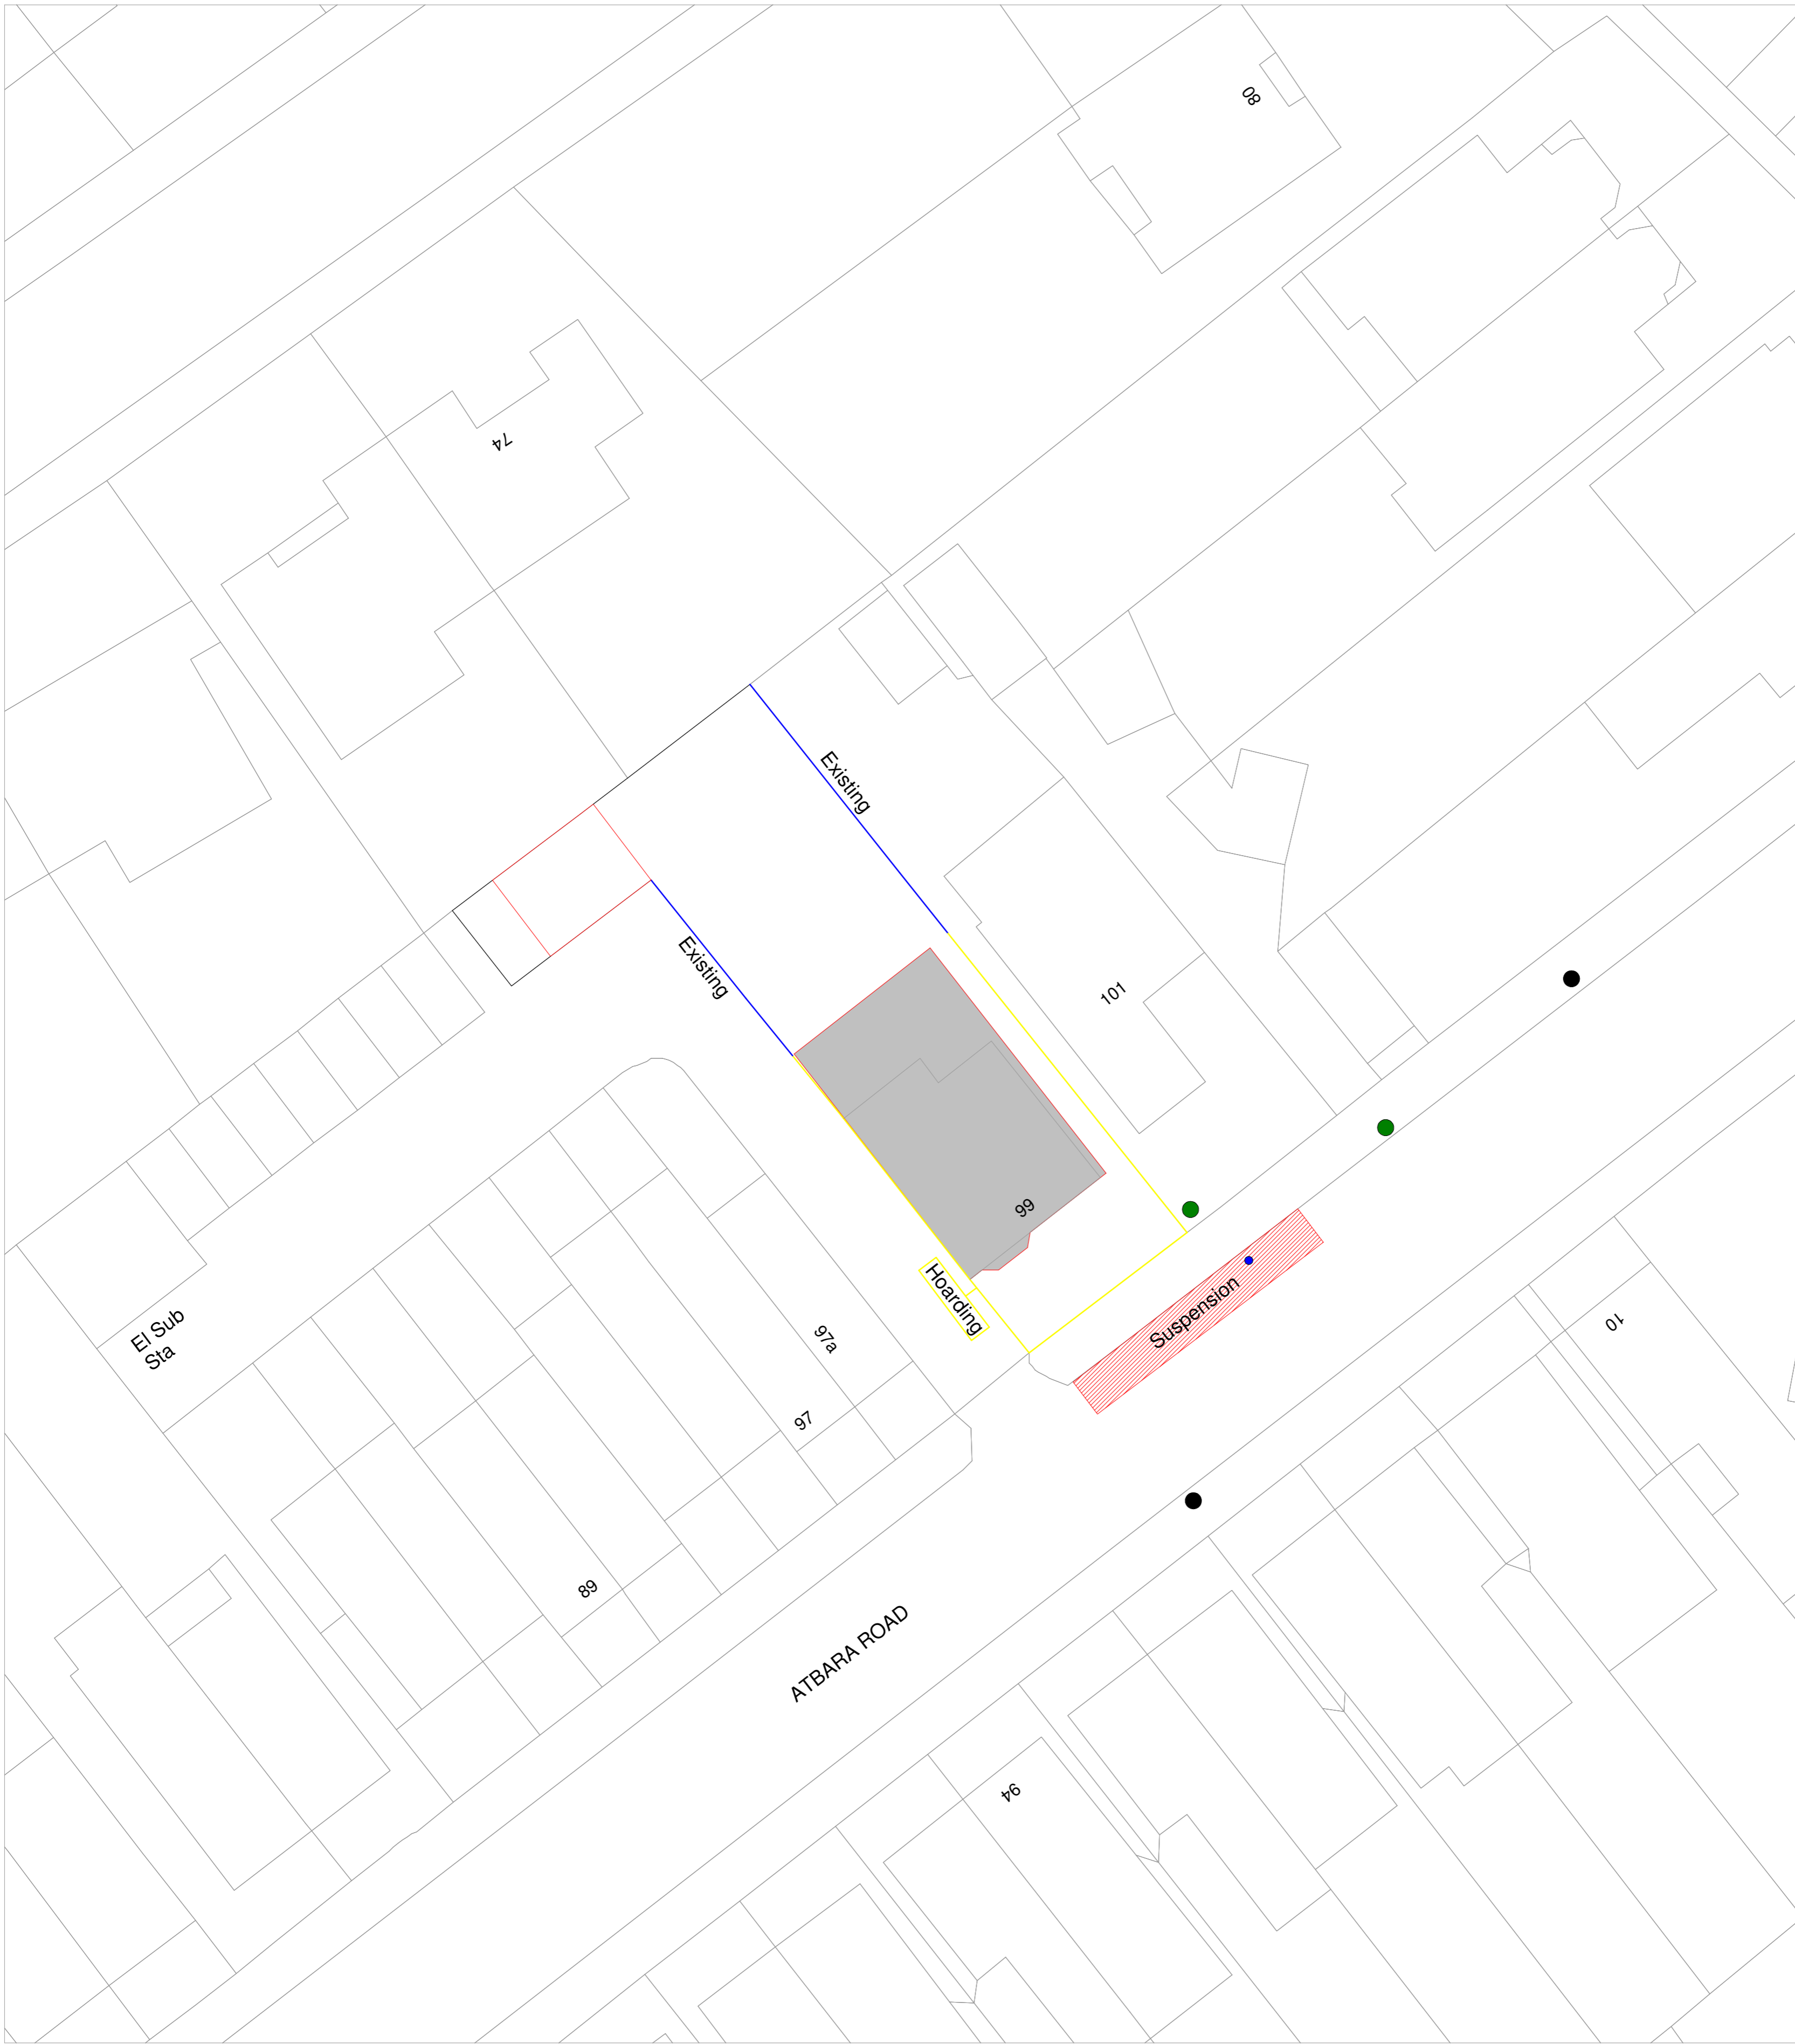 80
74
Existing
Existing
101
99
Hoarding
Suspension
10
El Sub
Sta
97a
97
89
ATBARA ROAD
94